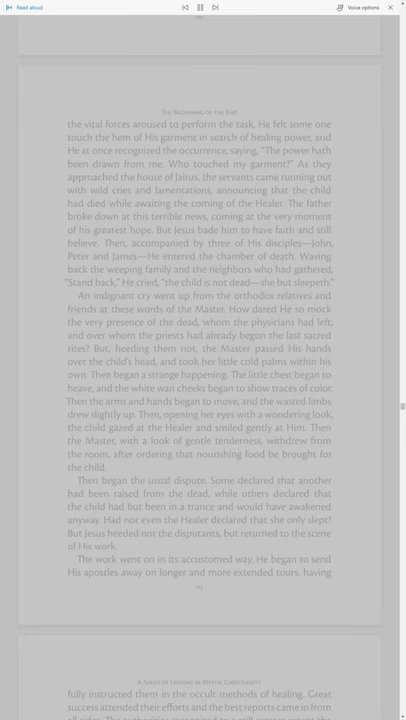 Read aloud
Voice options
The Beginning of the End
the vital forces aroused to perform the task, He felt some one
touch the hem of His garment in search of healing power, and
He at once recognized the occurrence, saying, "The power hath
been drawn from me. Who touched my garment?" As they
approached the house of Jairus, the servants came running out
with wild cries and lamentations, announcing that the child
had died while awaiting the coming of the Healer. The father
broke down at this terrible news, coming at the very moment
of his greatest hope. But Jesus bade him to have faith and still
believe. Then, accompanied by three of His disciples—John,
Peter and James—He entered the chamber of death. Waving
back the weeping family and the neighbors who had gathered,
"Stand back," He cried, "the child is not dead—she but sleepeth."
An indignant cry went up from the orthodox relatives and
friends at these words of the Master. How dared He so mock
the very presence of the dead, whom the physicians had left,
and over whom the priests had already begun the last sacred
rites? But, heeding them not, the Master passed His hands
over the child's head, and took her little cold palms within his
own. Then began a strange happening. The little chest began to
heave, and the white wan cheeks began to show traces of color.
Then the arms and hands began to move, and the wasted limbs
drew slightly up. Then, opening her eyes with a wondering look,
the child gazed at the Healer and smiled gently at Him. Then
the Master, with a look of gentle tenderness, withdrew from
the room, after ordering that nourishing food be brought for
the child.
Then began the usual dispute. Some declared that another
had been raised from the dead, while others declared that
the child had but been in a trance and would have awakened
anyway. Had not even the Healer declared that she only slept?
But Jesus heeded not the disputants, but returned to the scene
of His work.
The work went on in its accustomed way. He began to send
His apostles away on longer and more extended tours, having
A Series of Lessons in Mystic Christianity
fully instructed them in the occult methods of healing. Great
success attended their efforts and the best reports came in from